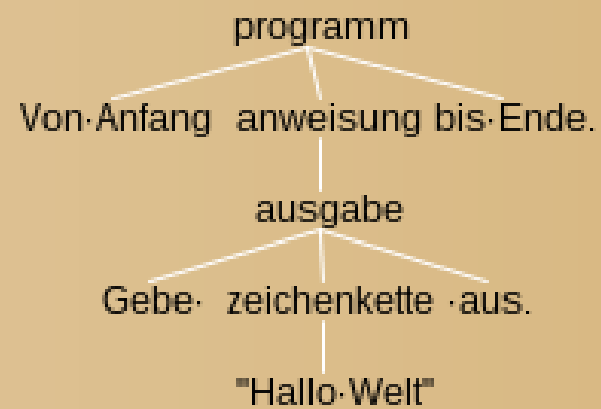 programm
Von·Anfang anweisung bis·Ende.
ausgabe
Gebe· zeichenkette ·aus.
"Hallo·Welt"